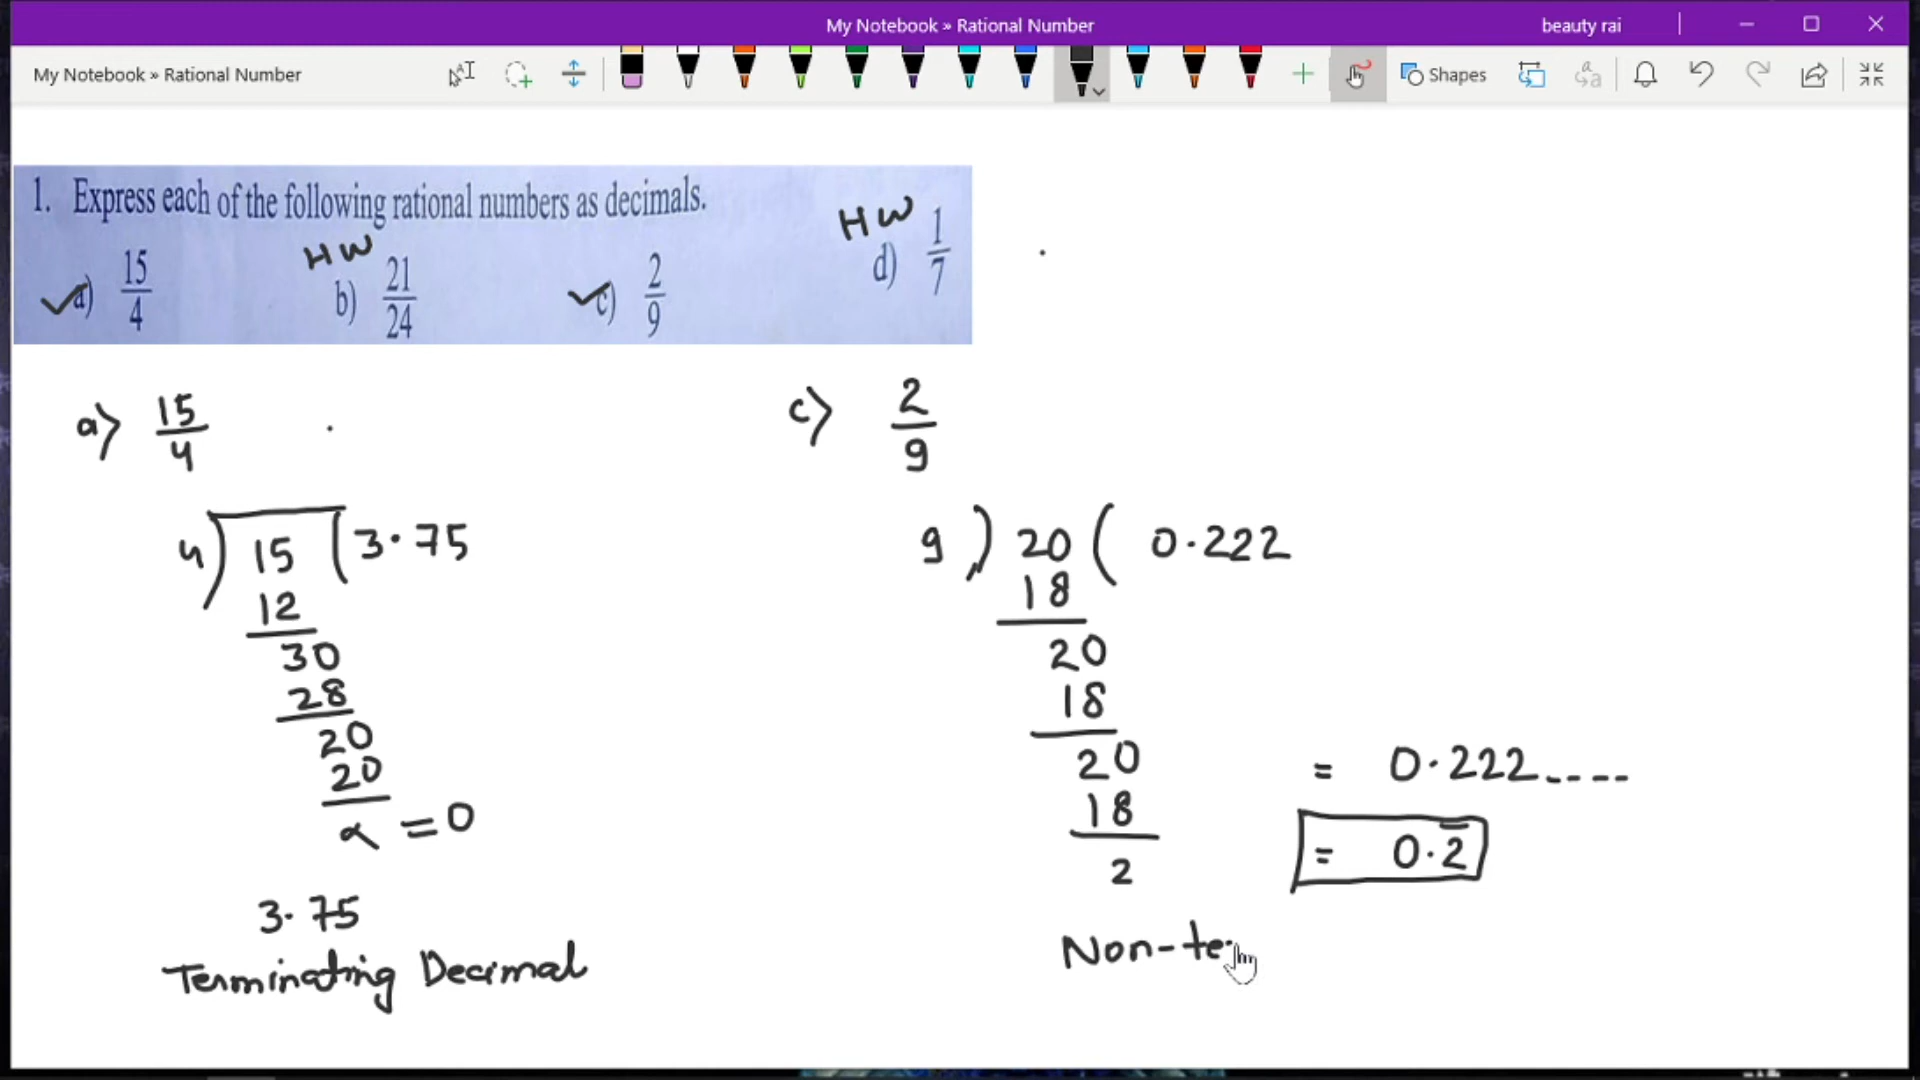 My Notebook » Rational Number
beauty rai
My Notebook » Rational Number
Shapes
1. Express each of the following rational numbers as decimals.
a) 15/4
HW
b) 21/24
c) 2/9
HW
d) 1/7
a) 15/4
4) 15 (3.75
12
30
28
20
20
α = 0
3.75
Terminating Decimal
c) 2/9
9) 20 ( 0.222
18
20
18
20
18
2
= 0.222----
= 0.2̅
Non-te